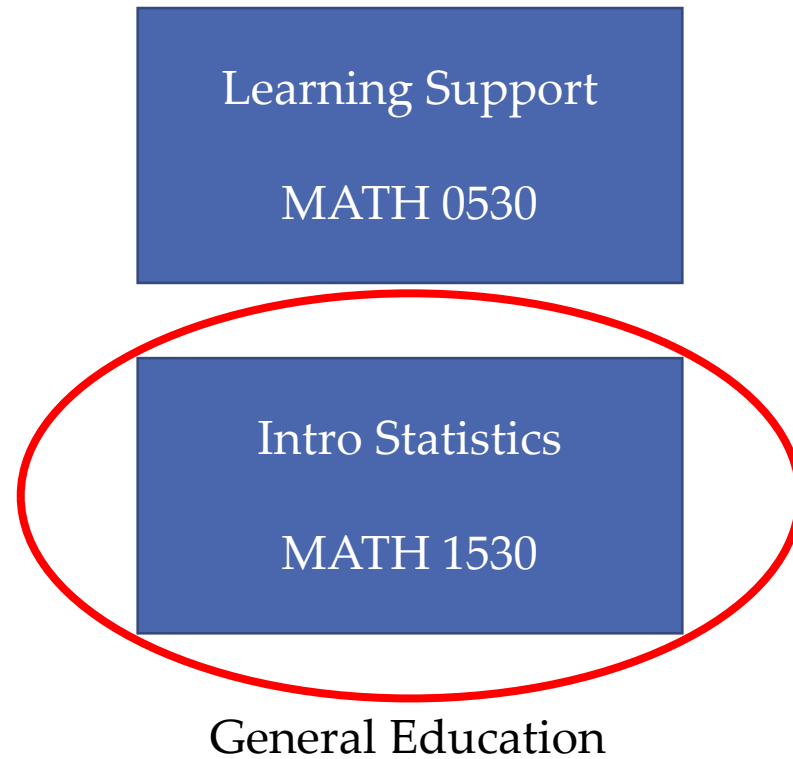 Learning Support
MATH 0530
Intro Statistics
MATH 1530
General Education